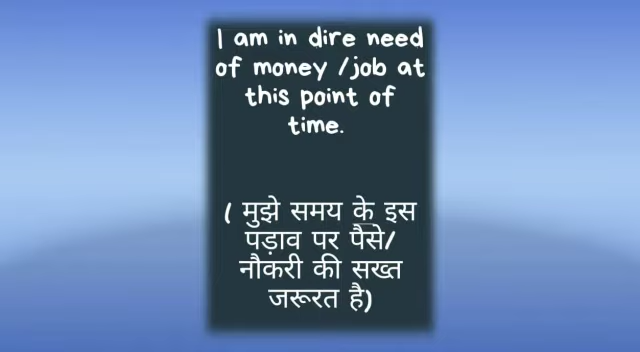 I am in dire need
of money /job at
this point of
time.
( मुझे समय के इस
पड़ाव पर पैसे/
नौकरी की सख्त
जरूरत है)